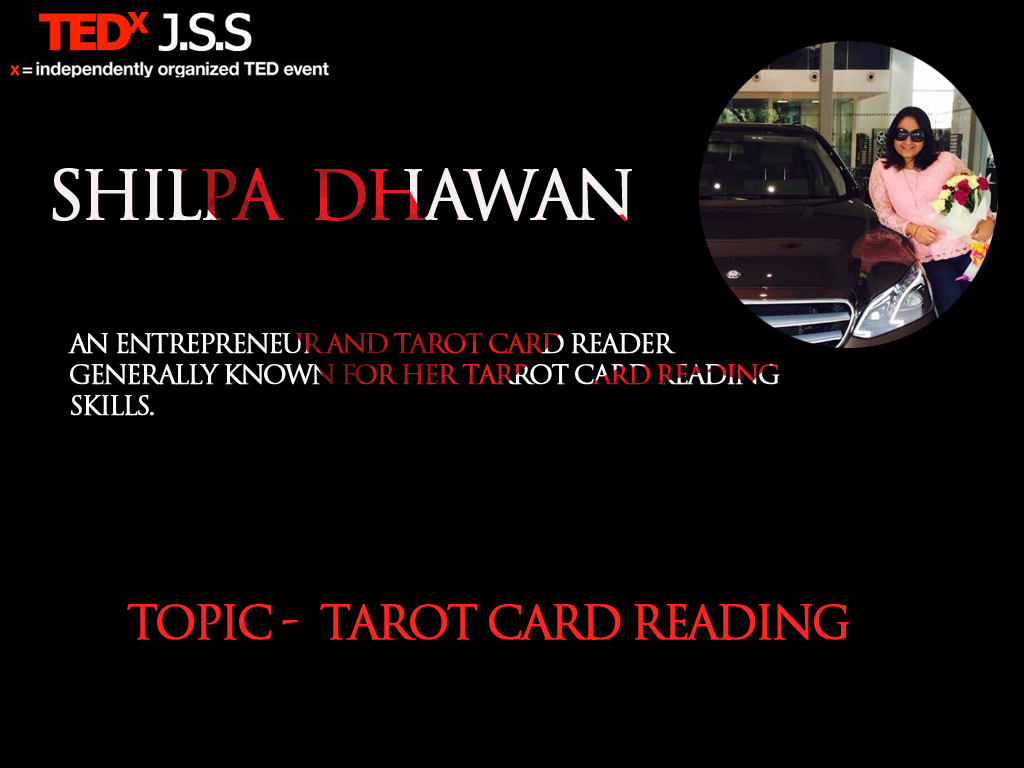 TEDx J.S.S
x = independently organized TED event
SHILPA DHAWAN
AN ENTREPRENEUR AND TAROT CARD READER
GENERALLY KNOWN FOR HER TARROT CARD READING
SKILLS.
TOPIC - TAROT CARD READING